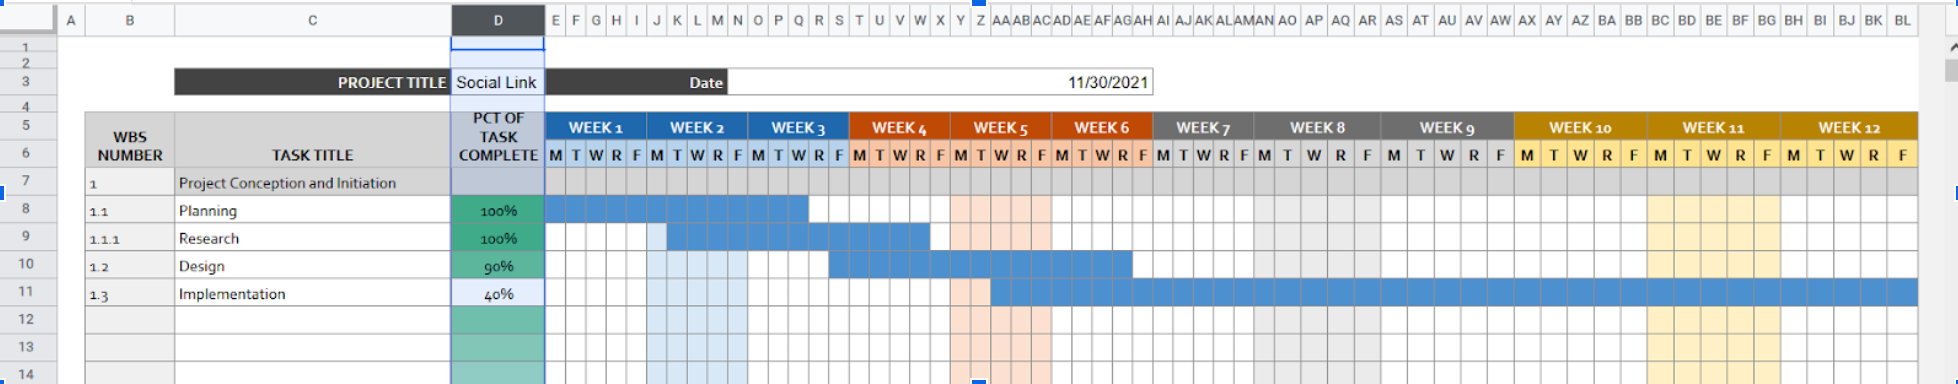 A B C D E F G H I J K L M N O P Q R S T U V W X Y Z AA AB AC AD AE AF AG AH AI AJ AK AL AM AN AO AP AQ AR AS AT AU AV AW AX AY AZ BA BB BC BD BE BF BG BH BI BJ BK BL
1
2
3 PROJECT TITLE Social Link Date 11/30/2021
4
5 WBS NUMBER TASK TITLE PCT OF TASK COMPLETE WEEK 1 WEEK 2 WEEK 3 WEEK 4 WEEK 5 WEEK 6 WEEK 7 WEEK 8 WEEK 9 WEEK 10 WEEK 11 WEEK 12
6 M T W R F M T W R F M T W R F M T W R F M T W R F M T W R F M T W R F M T W R F M T W R F M T W R F M T W R F M T W R F
7 1 Project Conception and Initiation
8 1.1 Planning 100%
9 1.1.1 Research 100%
10 1.2 Design 90%
11 1.3 Implementation 40%
12
13
14